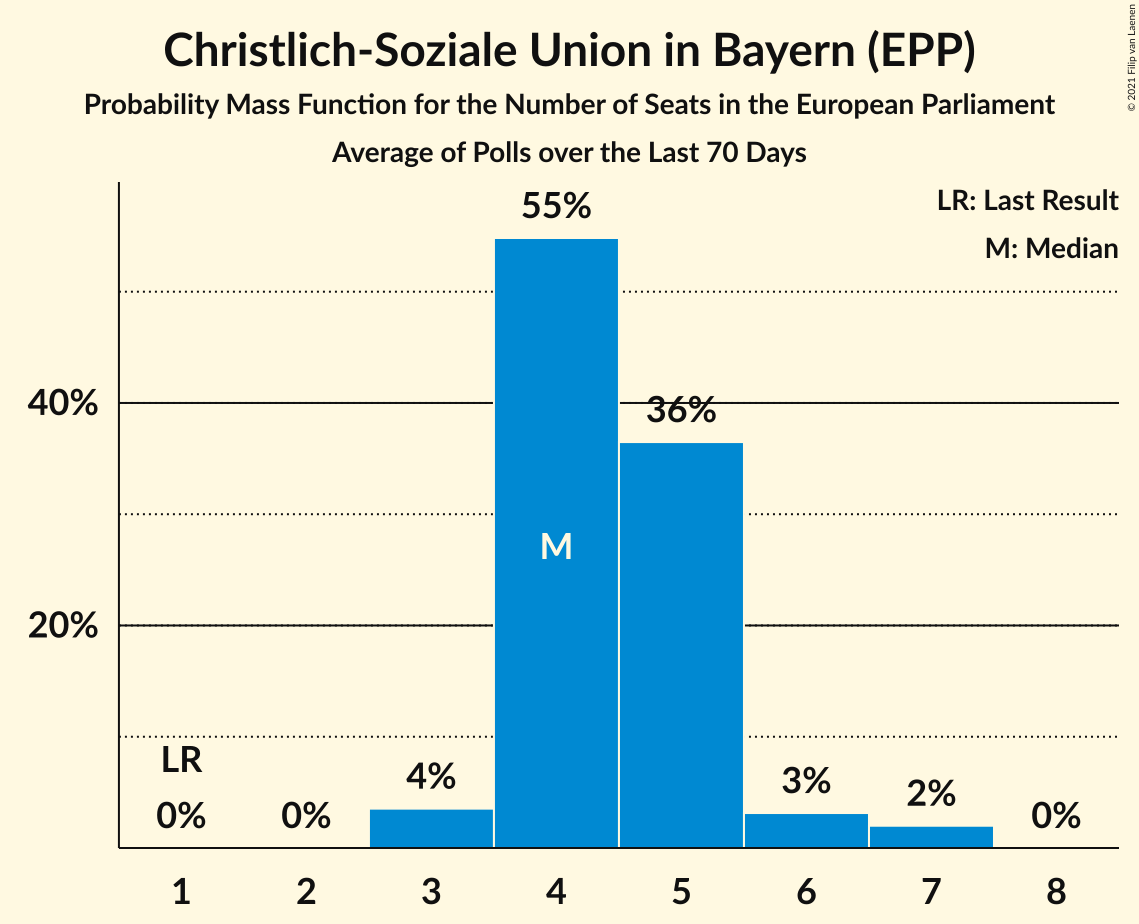 Christlich-Soziale Union in Bayern (EPP)
Probability Mass Function for the Number of Seats in the European Parliament
Average of Polls over the Last 70 Days
© 2021 Filip van Laenen
LR: Last Result
M: Median
55%
40%
36%
M
20%
LR
0%
0%
4%
3%
2%
0%
1 2 3 4 5 6 7 8